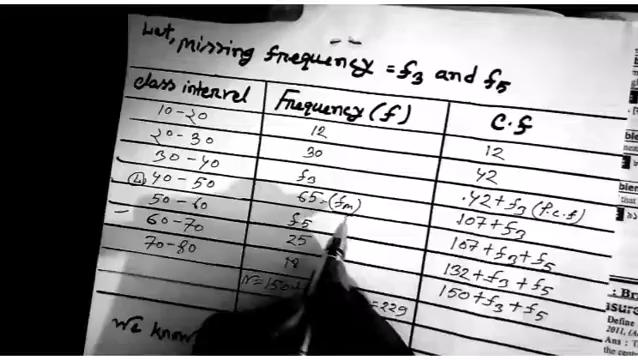 Let, missing frequency = f3 and f5
class interval Frequency (f) c.f
10-20 12 12
20-30 30 42
30-40 f3 42+f3 (P.c.f)
(L) 40-50 65-(fm) 107+f3
50-60 f5 107+f3+f5
60-70 25 132+f3+f5
70-80 18 150+f3+f5
N=150+ =229
We know